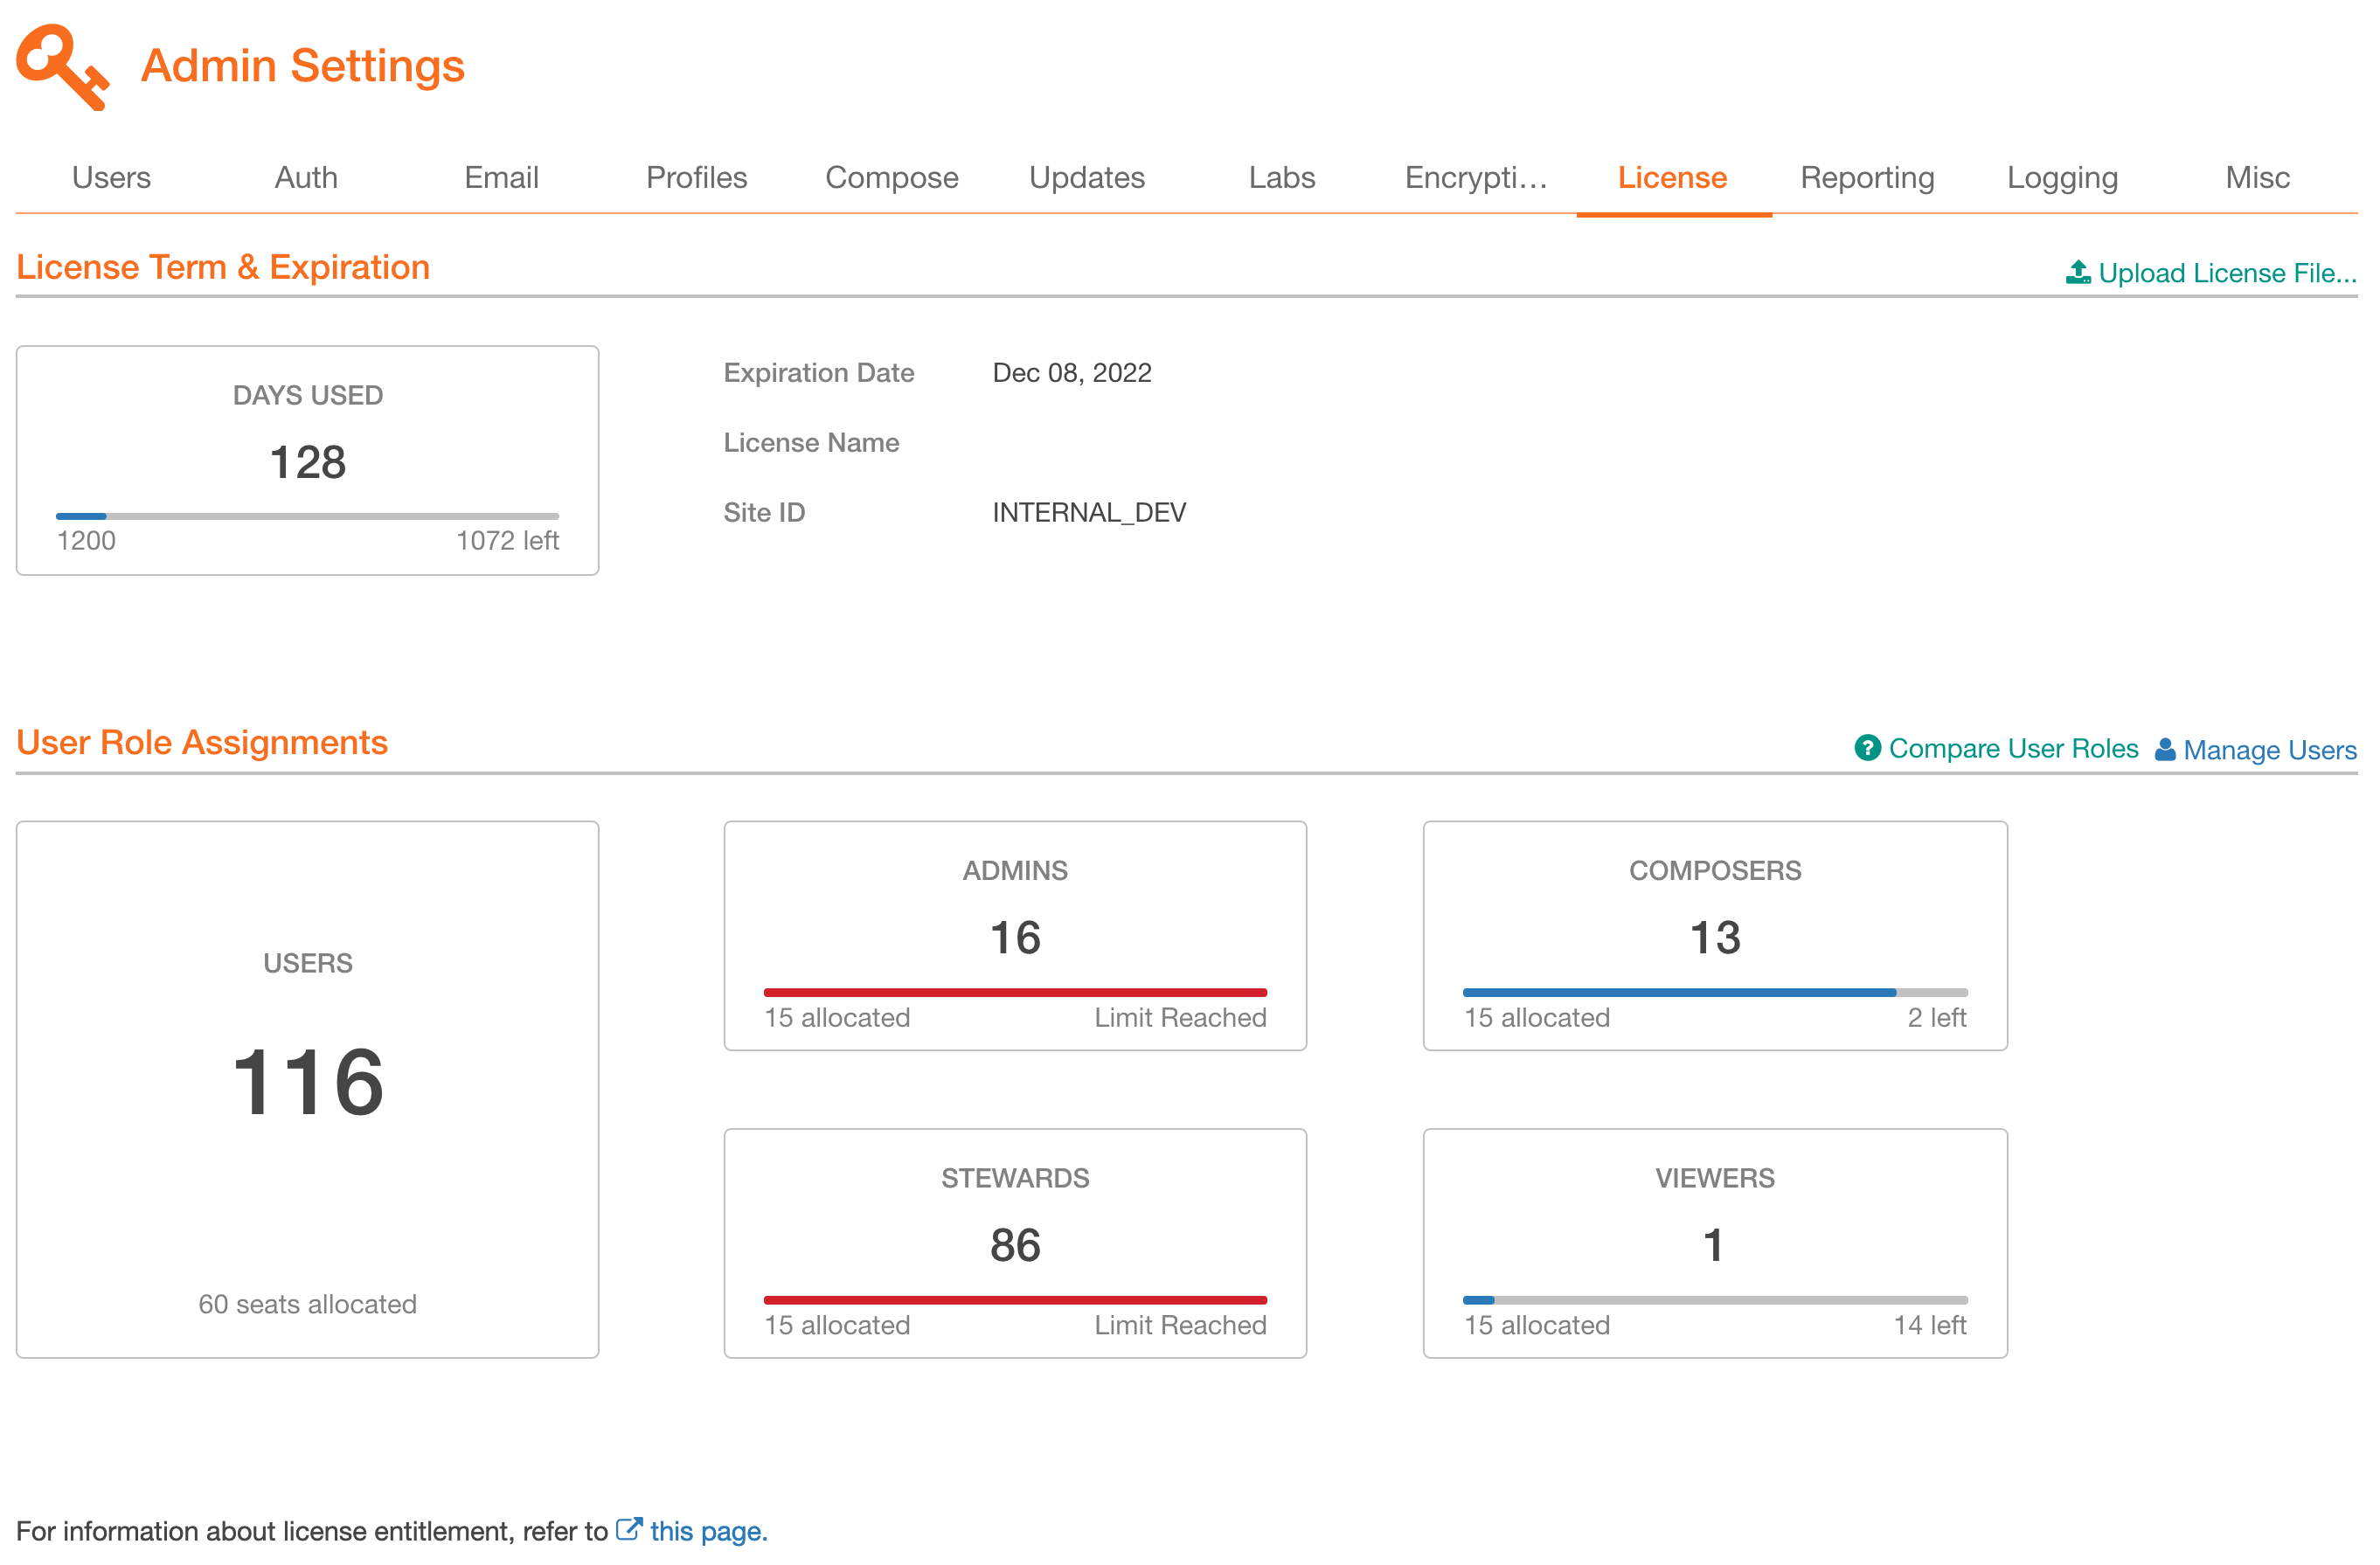 Admin Settings
Users Auth Email Profiles Compose Updates Labs Encrypti... License Reporting Logging Misc
License Term & Expiration
Upload License File...
DAYS USED
128
1200 1072 left
Expiration Date Dec 08, 2022
License Name
Site ID INTERNAL_DEV
User Role Assignments
? Compare User Roles Manage Users
USERS
116
60 seats allocated
ADMINS
16
15 allocated Limit Reached
COMPOSERS
13
15 allocated 2 left
STEWARDS
86
15 allocated Limit Reached
VIEWERS
1
15 allocated 14 left
For information about license entitlement, refer to this page.